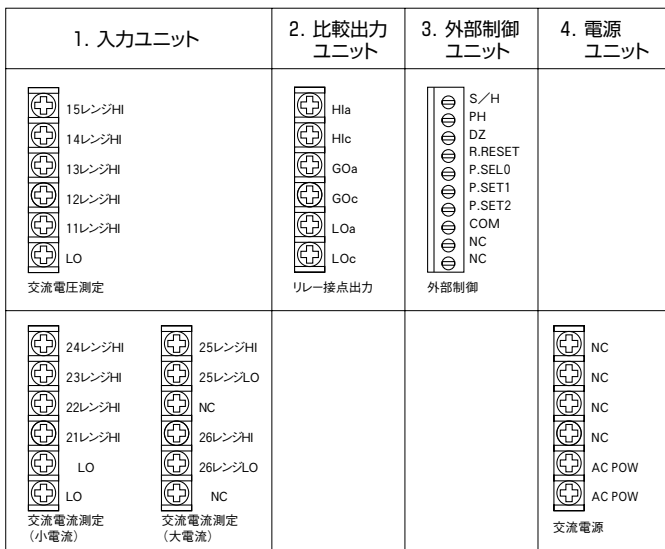 1. 入力ユニット
2. 比較出力
ユニット
3. 外部制御
ユニット
4. 電源
ユニット
15レンジHI
14レンジHI
13レンジHI
12レンジHI
11レンジHI
LO
交流電圧測定
HIa
HIc
GOa
GOc
LOa
LOc
リレー接点出力
S/H
PH
DZ
R.RESET
P.SEL0
P.SET1
P.SET2
COM
NC
NC
外部制御
24レンジHI
23レンジHI
22レンジHI
21レンジHI
LO
LO
交流電流測定
(小電流)
25レンジHI
25レンジLO
NC
26レンジHI
26レンジLO
NC
交流電流測定
(大電流)
NC
NC
NC
NC
AC POW
AC POW
交流電源